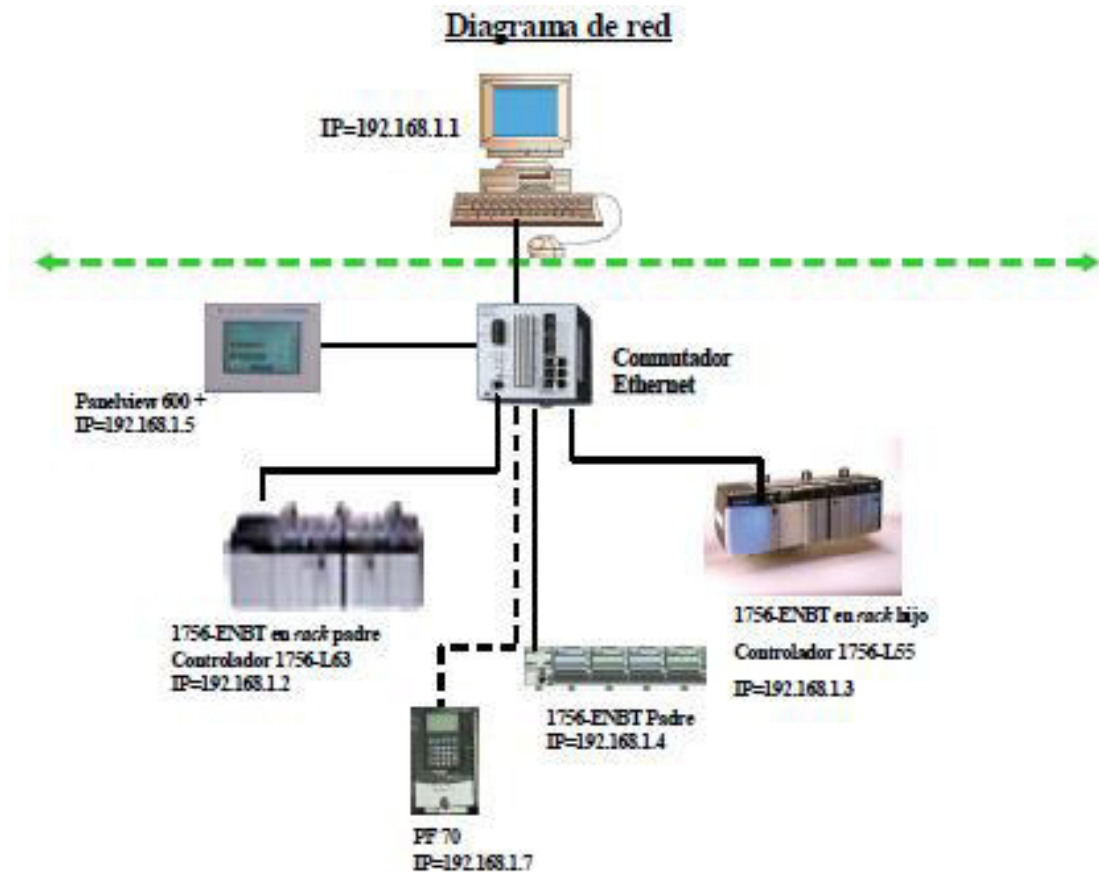 Diagrama de red
IP=192.168.1.1
Conmutador
Ethernet
Panelview 600 +
IP=192.168.1.5
1756-ENBT en rack padre
Controlador 1756-L63
IP=192.168.1.2
1756-ENBT en rack hijo
Controlador 1756-L55
IP=192.168.1.3
1756-ENBT Padre
IP=192.168.1.4
PF 70
IP=192.168.1.7